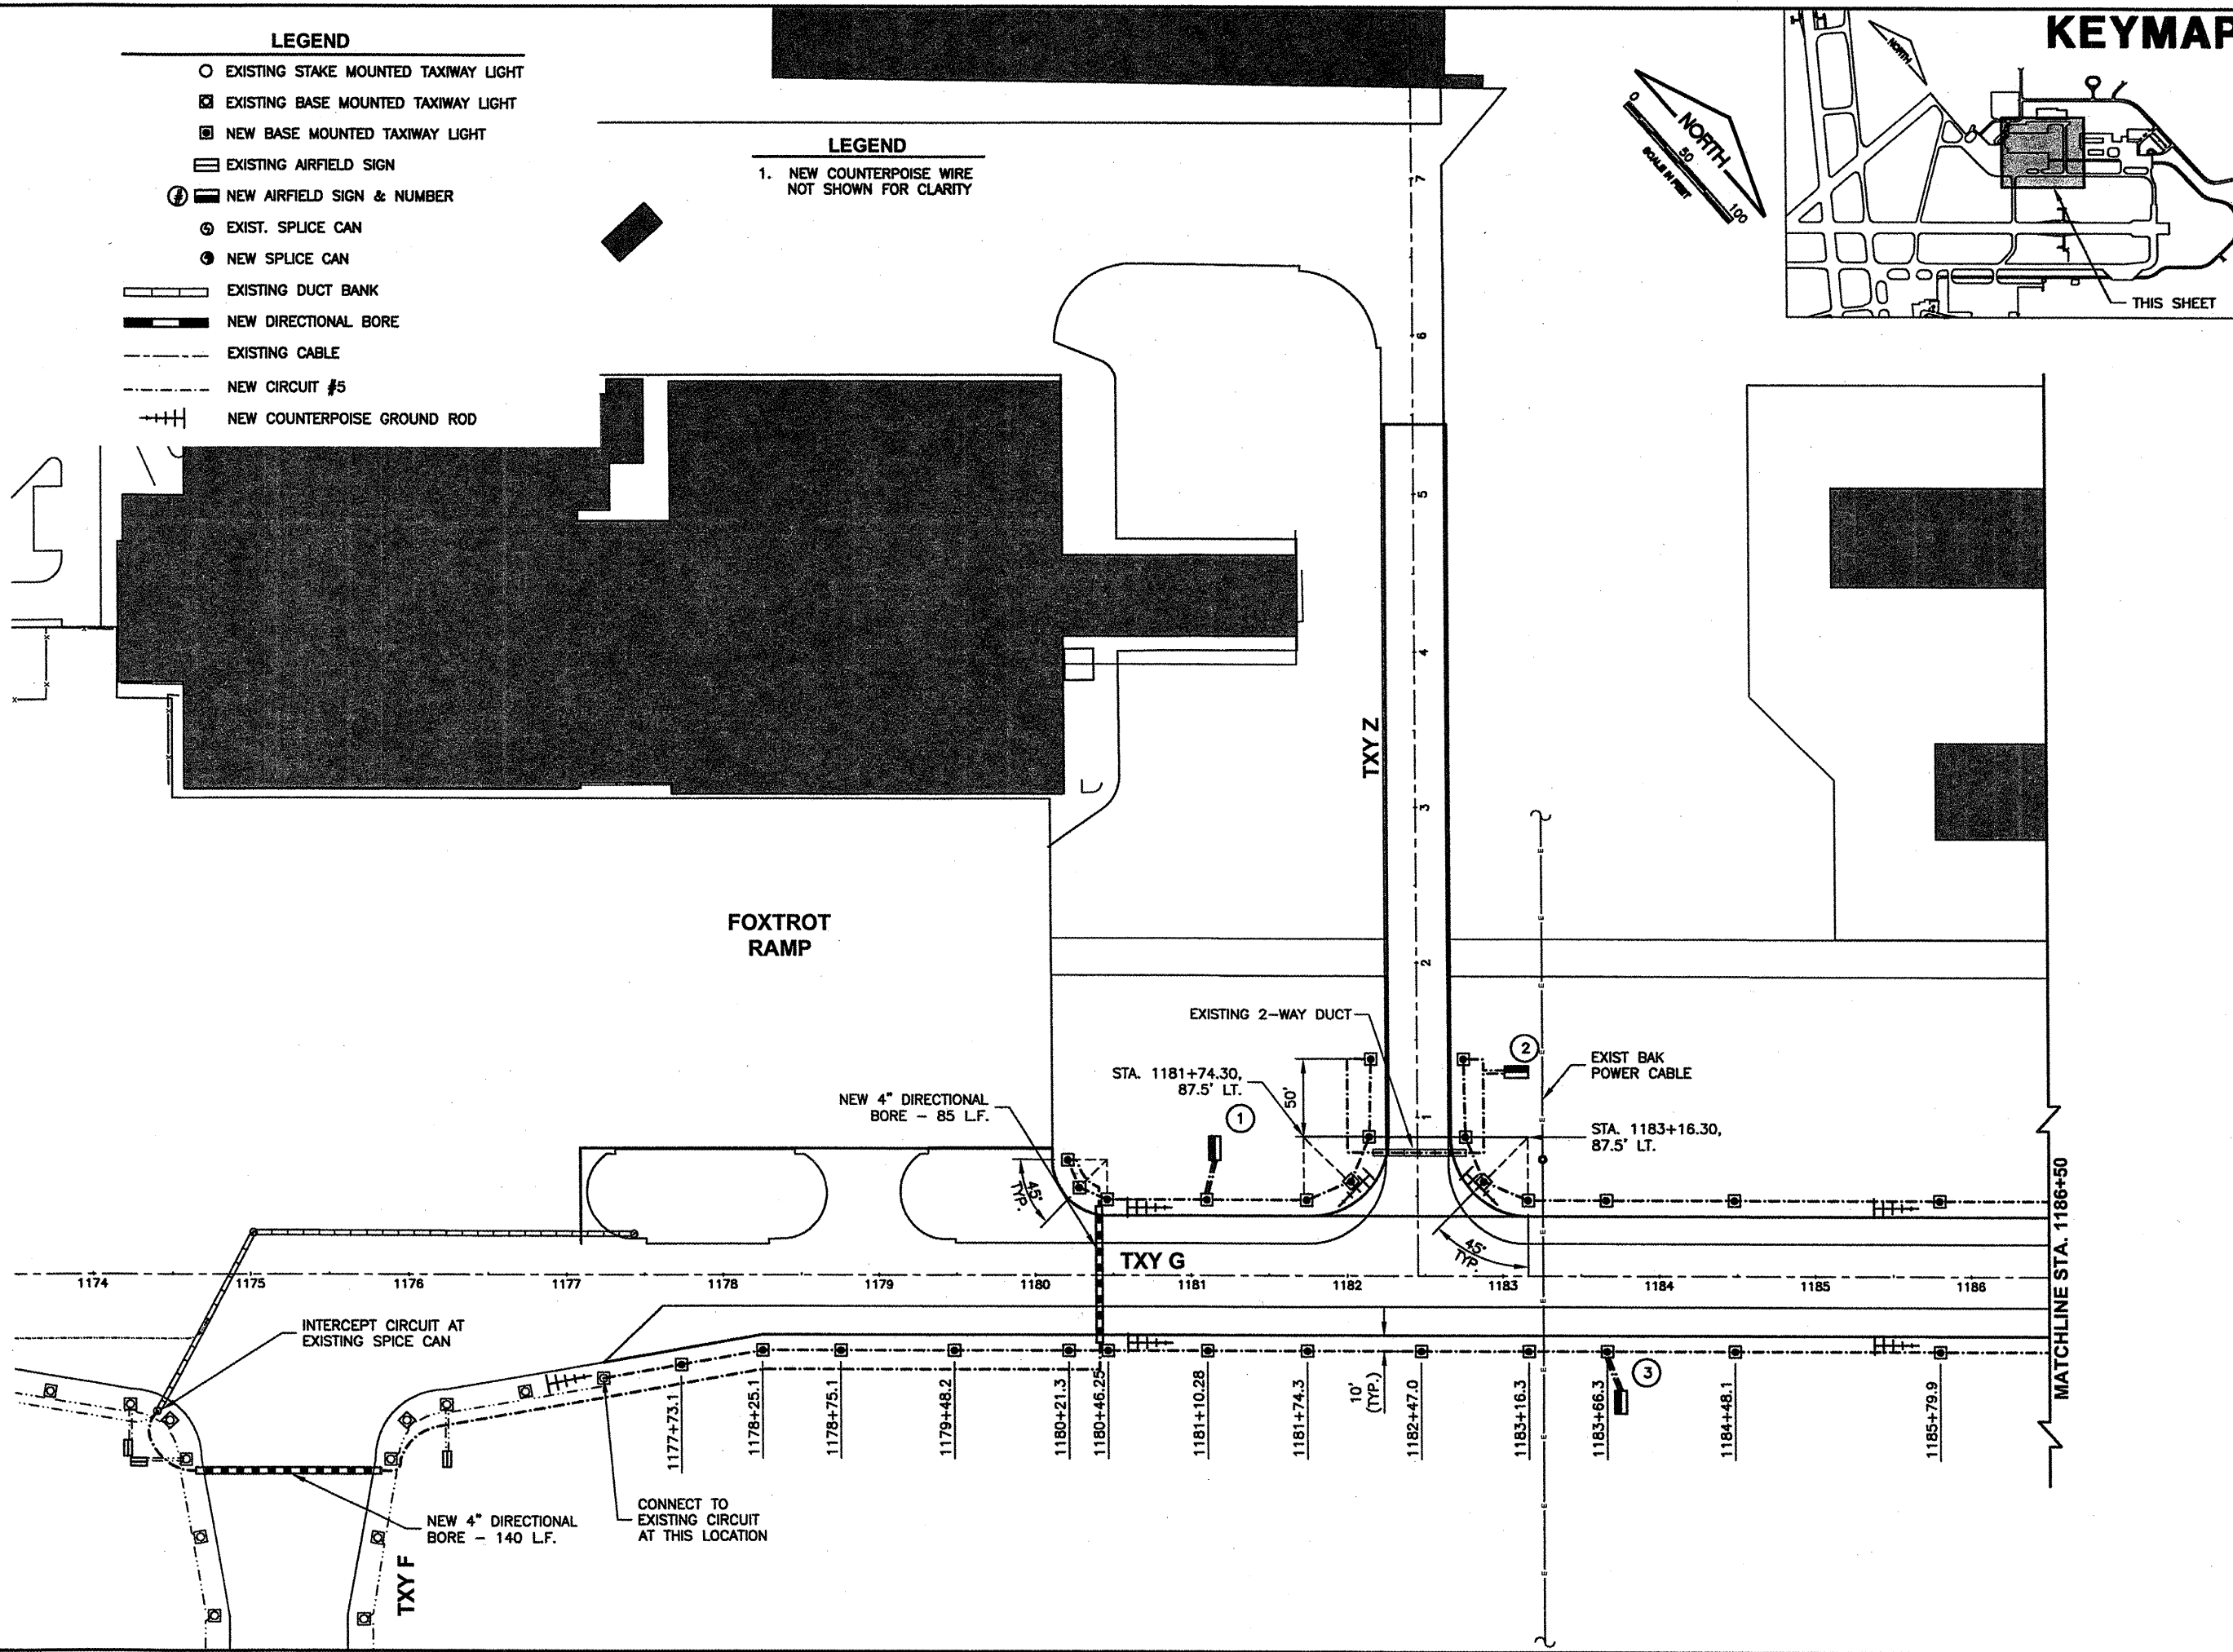 LEGEND
EXISTING STAKE MOUNTED TAXIWAY LIGHT
EXISTING BASE MOUNTED TAXIWAY LIGHT
NEW BASE MOUNTED TAXIWAY LIGHT
EXISTING AIRFIELD SIGN
# NEW AIRFIELD SIGN & NUMBER
EXIST. SPLICE CAN
NEW SPLICE CAN
EXISTING DUCT BANK
NEW DIRECTIONAL BORE
EXISTING CABLE
NEW CIRCUIT #5
NEW COUNTERPOISE GROUND ROD
LEGEND
1. NEW COUNTERPOISE WIRE
NOT SHOWN FOR CLARITY
NORTH
0
50
100
SCALE IN FEET
KEYMAP
NORTH
THIS SHEET
7
6
5
4
3
2
1
TXY Z
FOXTROT
RAMP
EXISTING 2-WAY DUCT
STA. 1181+74.30,
87.5' LT.
50'
1
2
EXIST BAK
POWER CABLE
STA. 1183+16.30,
87.5' LT.
NEW 4" DIRECTIONAL
BORE - 85 L.F.
45°
TYP.
45°
TYP.
TXY G
1174
1175
1176
1177
1178
1179
1180
1181
1182
1183
1184
1185
1186
MATCHLINE STA. 1186+50
INTERCEPT CIRCUIT AT
EXISTING SPICE CAN
1177+73.1
1178+25.1
1178+75.1
1179+48.2
1180+21.3
1180+46.25
1181+10.28
1181+74.3
10'
(TYP.)
1182+47.0
1183+16.3
1183+66.3
3
1184+48.1
1185+79.9
NEW 4" DIRECTIONAL
BORE - 140 L.F.
CONNECT TO
EXISTING CIRCUIT
AT THIS LOCATION
TXY F
E
E
E
E
E
E
E
E
E
E
X
X
X
X
X
X